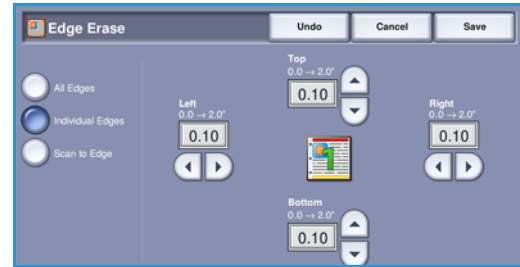 Edge Erase
Undo
Cancel
Save
All Edges
Individual Edges
Scan to Edge
Top
0.0 → 2.0"
0.10
Left
0.0 → 2.0"
0.10
Right
0.0 → 2.0"
0.10
Bottom
0.0 → 2.0"
0.10